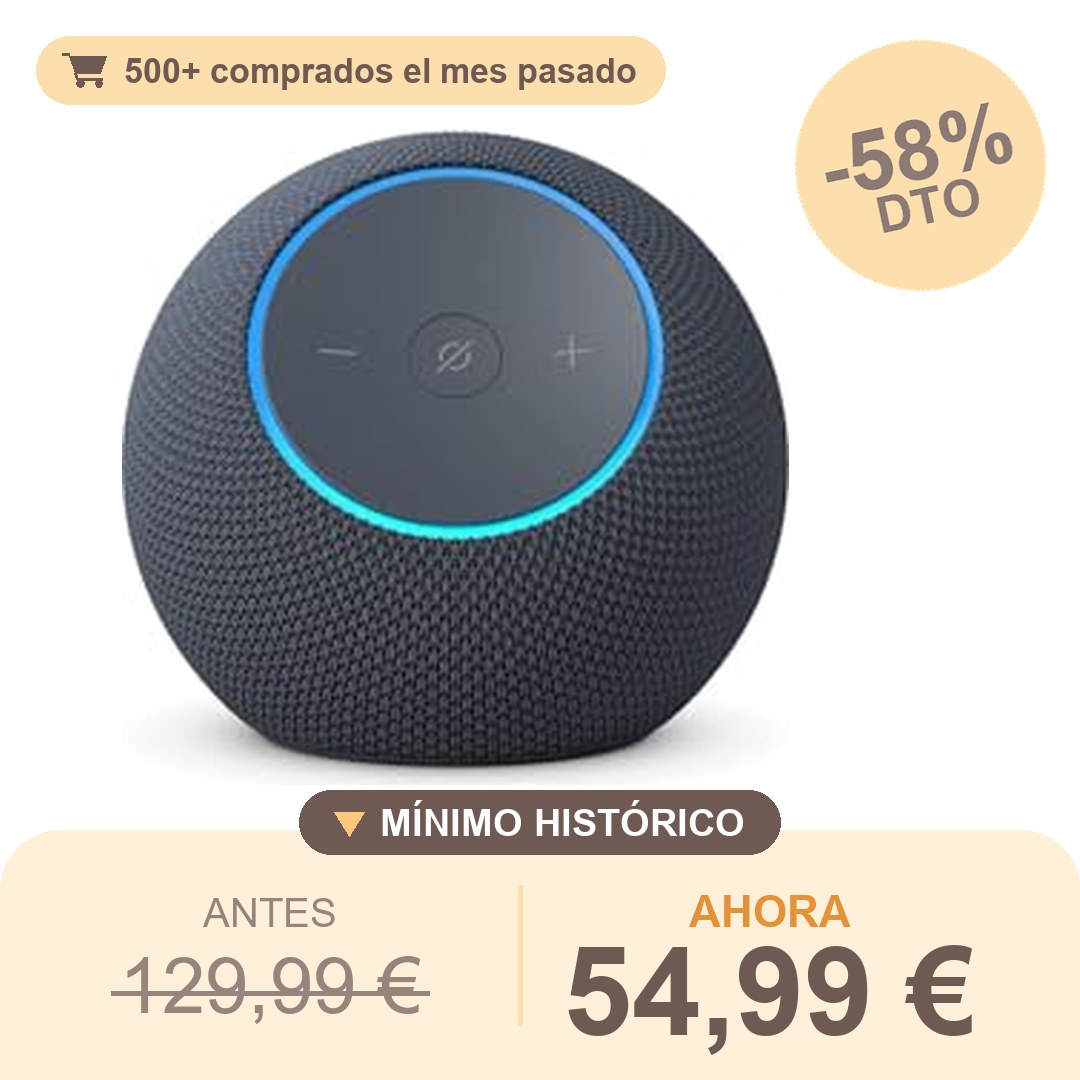 500+ comprados el mes pasado
-58%
DTO
MÍNIMO HISTÓRICO
ANTES
129,99 €
AHORA
54,99 €